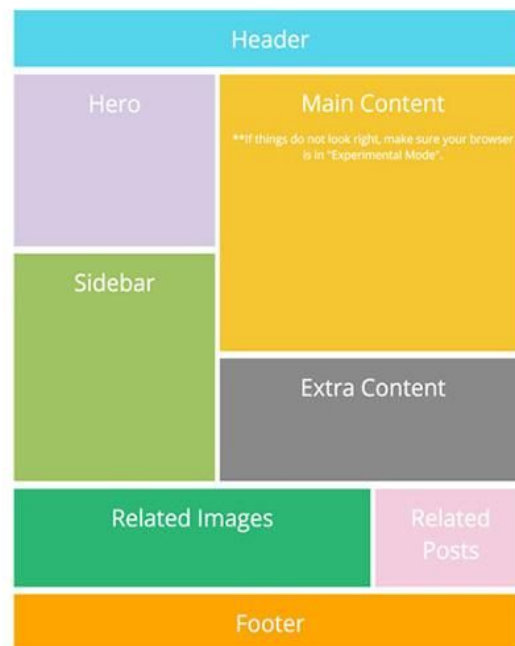 Header
Hero
Main Content
**If things do not look right, make sure your browser
is in "Experimental Mode".
Sidebar
Extra Content
Related Images
Related
Posts
Footer